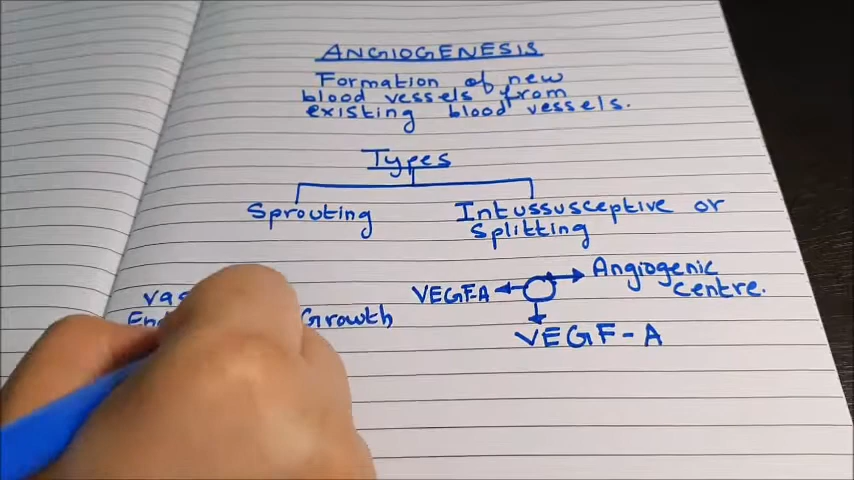 ANGIOGENESIS
Formation of new
blood vessels from
existing blood vessels.
Types
Sprouting
Intussusceptive or
Splitting
Angiogenic
centre.
VEGF-A
VEGF-A
Growth